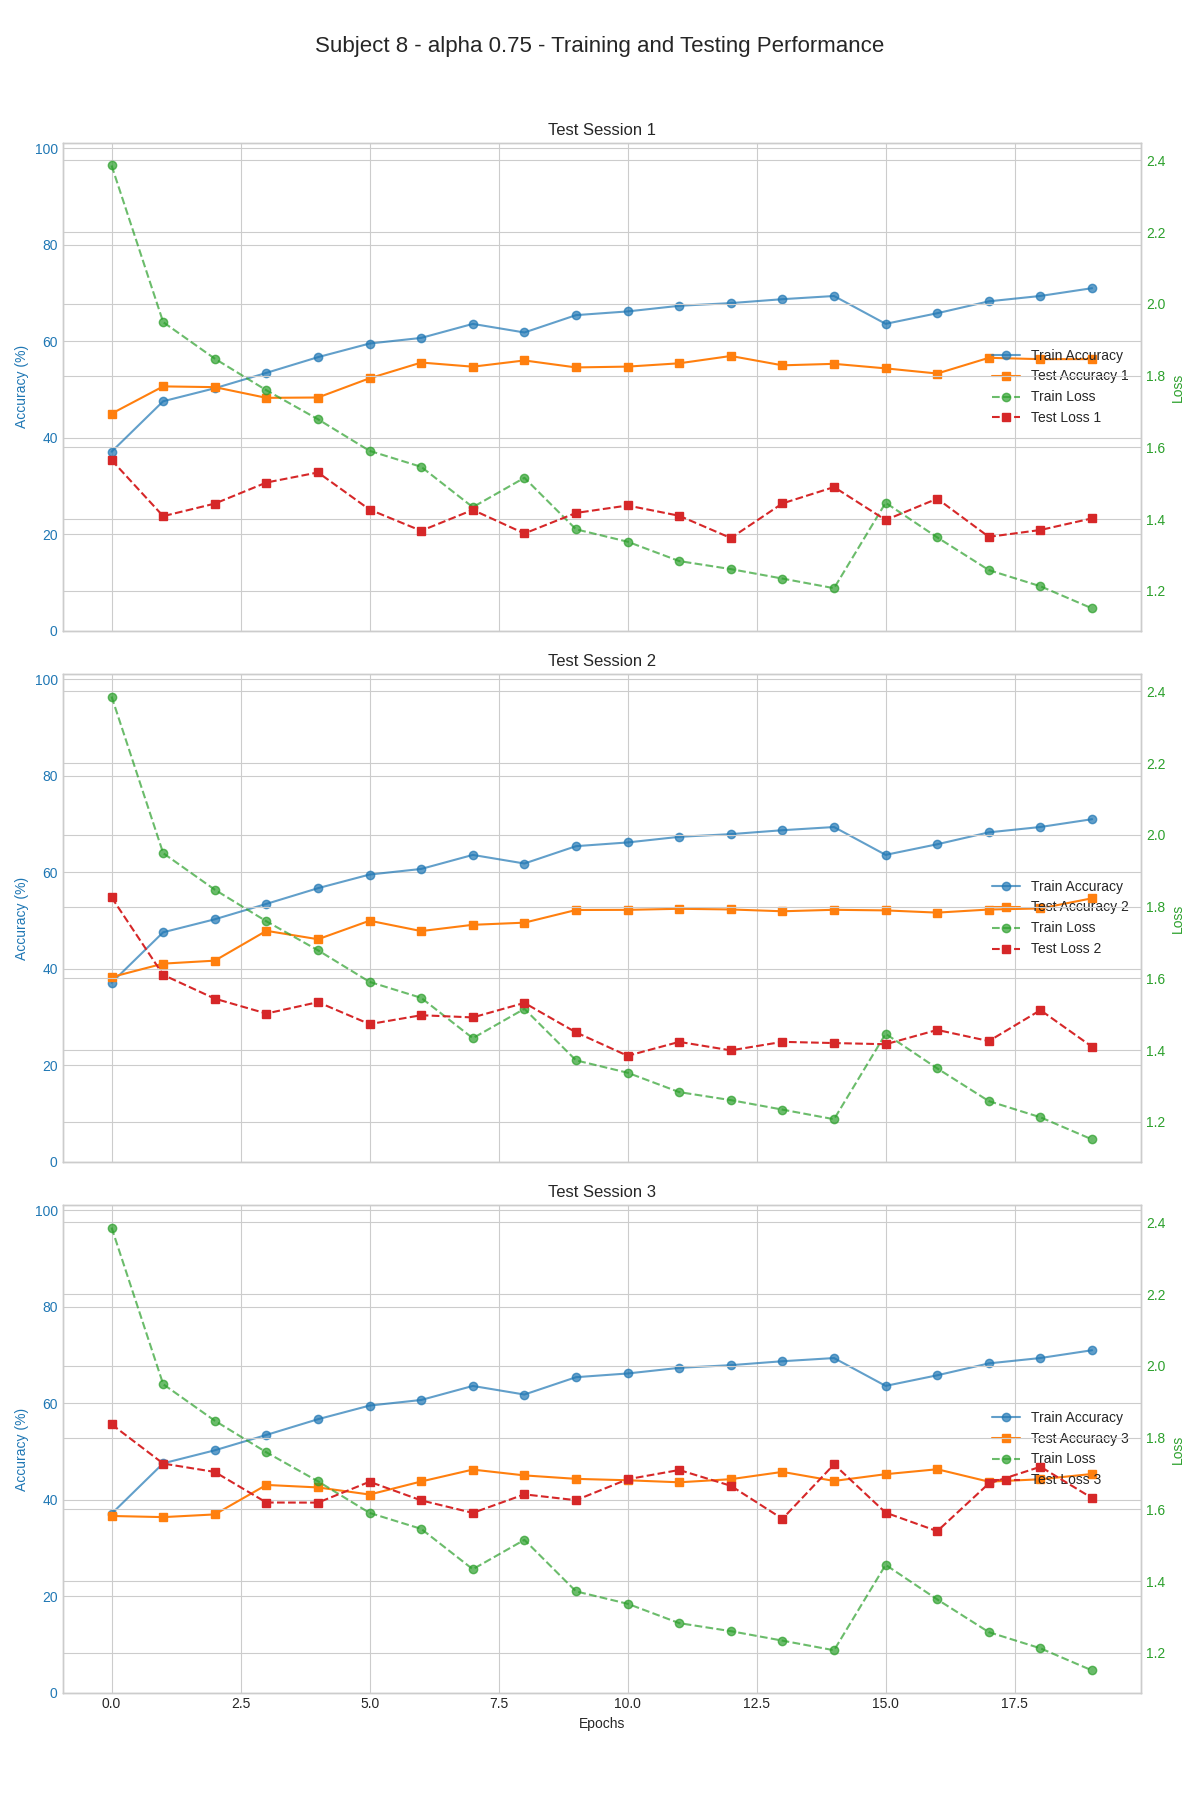 Subject 8 - alpha 0.75 - Training and Testing Performance
Test Session 1
100
80
60
40
20
0
Accuracy (%)
2.4
2.2
2.0
1.8
1.6
1.4
1.2
Loss
Train Accuracy
Test Accuracy 1
Train Loss
Test Loss 1
Test Session 2
100
80
60
40
20
0
Accuracy (%)
2.4
2.2
2.0
1.8
1.6
1.4
1.2
Loss
Train Accuracy
Test Accuracy 2
Train Loss
Test Loss 2
Test Session 3
100
80
60
40
20
0
Accuracy (%)
2.4
2.2
2.0
1.8
1.6
1.4
1.2
Loss
Train Accuracy
Test Accuracy 3
Train Loss
Test Loss 3
0.0 2.5 5.0 7.5 10.0 12.5 15.0 17.5
Epochs